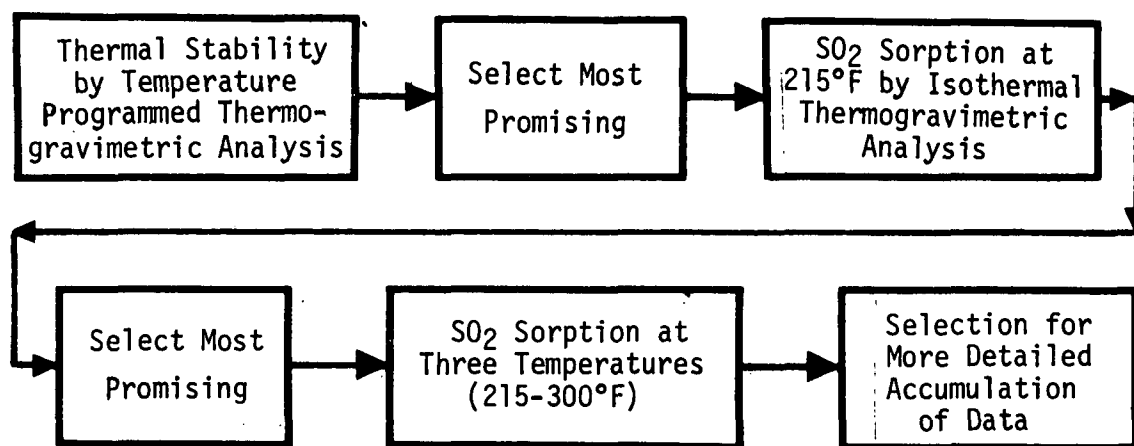 Thermal Stability
by Temperature
Programmed Thermo-
gravimetric Analysis
Select Most
Promising
SO2 Sorption at
215°F by Isothermal
Thermogravimetric
Analysis
Select Most
Promising
SO2 Sorption at
Three Temperatures
(215-300°F)
Selection for
More Detailed
Accumulation
of Data